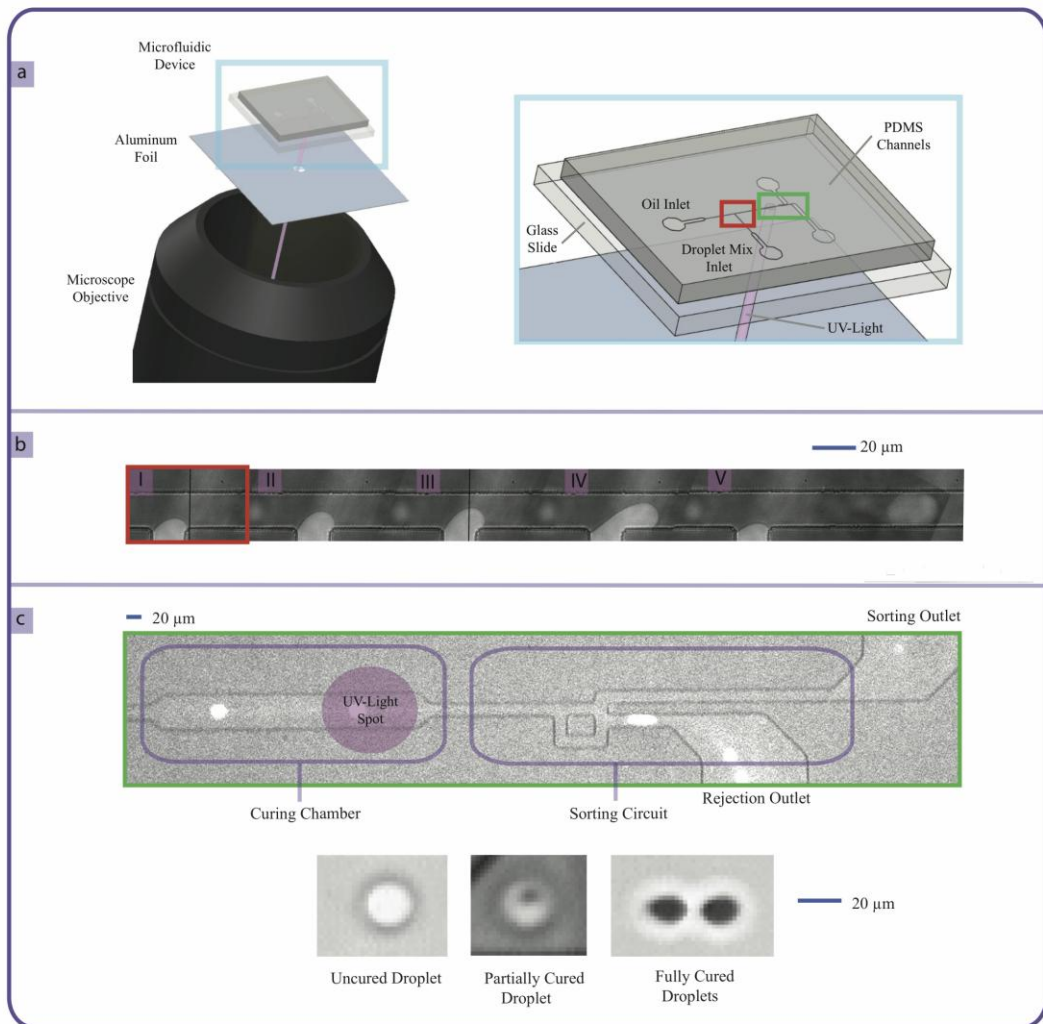 a
Microfluidic
Device
Aluminum
Foil
Microscope
Objective
PDMS
Channels
Oil Inlet
Glass
Slide
Droplet Mix
Inlet
UV-Light
b
20 µm
I II III IV V
c
20 µm
Sorting Outlet
UV-Light
Spot
Rejection Outlet
Curing Chamber
Sorting Circuit
20 µm
Uncured Droplet
Partially Cured
Droplet
Fully Cured
Droplets